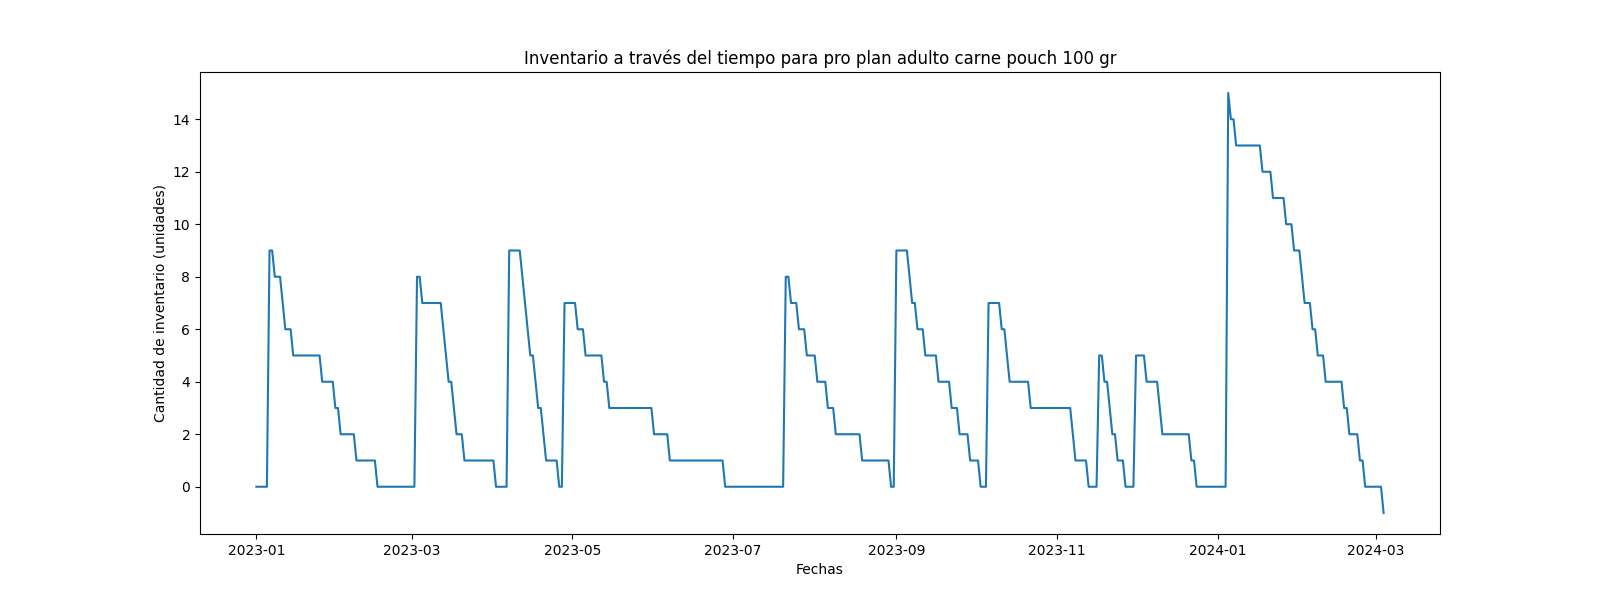 Inventario a través del tiempo para pro plan adulto carne pouch 100 gr
Cantidad de inventario (unidades)
14
12
10
8
6
4
2
0
2023-01 2023-03 2023-05 2023-07 2023-09 2023-11 2024-01 2024-03
Fechas